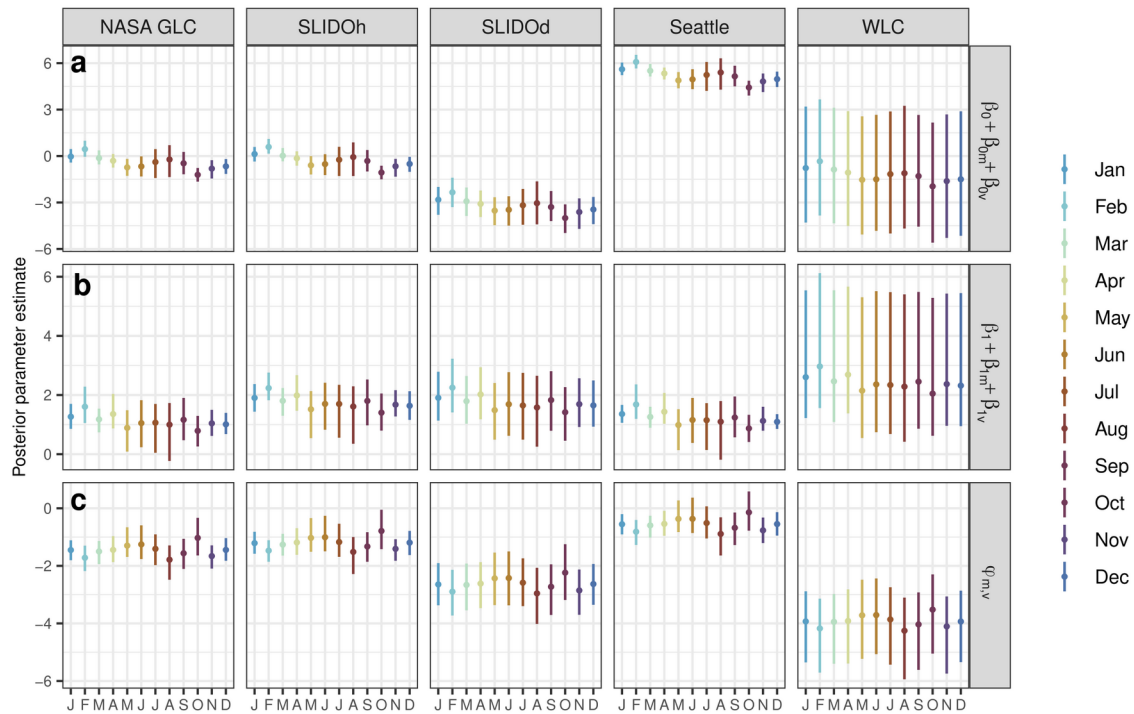 NASA GLC SLIDOh SLIDOd Seattle WLC
a
6
3
0
−3
−6
β0 + β0m + β0v
b
6
4
2
0
β1 + β1m + β1v
Posterior parameter estimate
c
0
−2
−4
−6
φm,v
J F M A M J J A S O N D J F M A M J J A S O N D J F M A M J J A S O N D J F M A M J J A S O N D J F M A M J J A S O N D
Jan
Feb
Mar
Apr
May
Jun
Jul
Aug
Sep
Oct
Nov
Dec